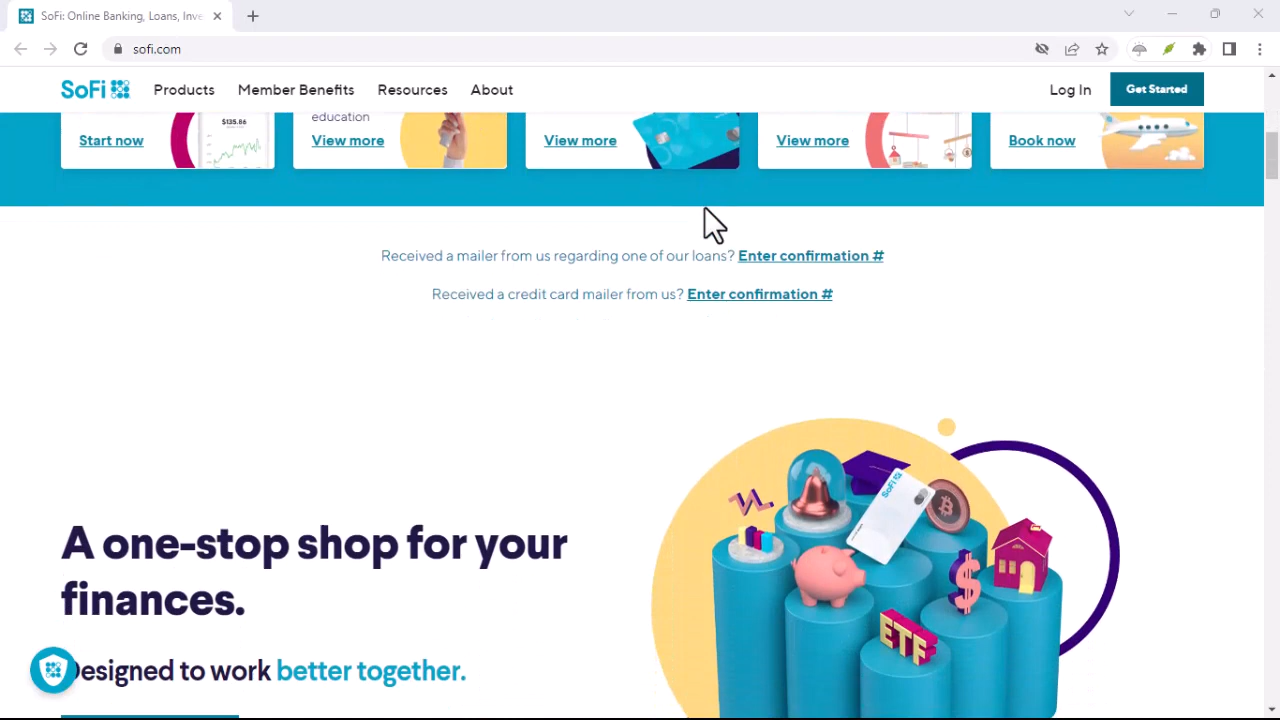 SoFi: Online Banking, Loans, Inve
sofi.com
SoFi
Products
Member Benefits
Resources
About
Log In
Get Started
$135.86
education
Start now
View more
View more
View more
Book now
Received a mailer from us regarding one of our loans? Enter confirmation #
Received a credit card mailer from us? Enter confirmation #
SoFi
ETF
A one-stop shop for your
finances.
Designed to work better together.